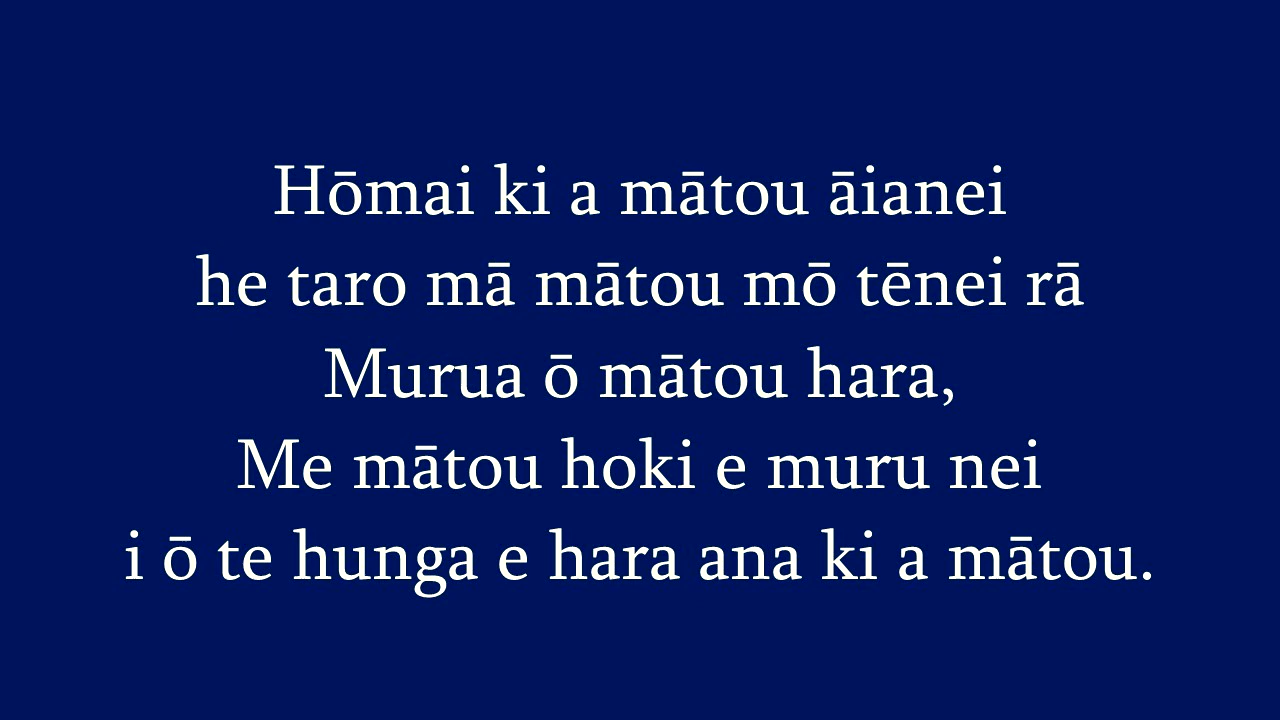 Hōmai ki a mātou āianei
he taro mā mātou mō tēnei rā
Murua ō mātou hara,
Me mātou hoki e muru nei
i ō te hunga e hara ana ki a mātou.